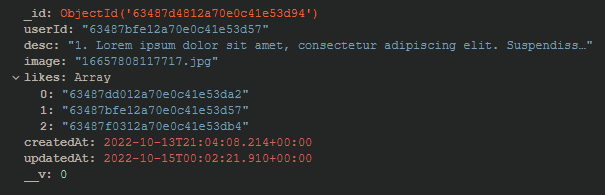 _id: ObjectId('63487d4812a70e0c41e53d94')
userId: "63487bfe12a70e0c41e53d57"
desc: "1. Lorem ipsum dolor sit amet, consectetur adipiscing elit. Suspendiss…"
image: "16657808117717.jpg"
likes: Array
0: "63487dd012a70e0c41e53da2"
1: "63487bfe12a70e0c41e53d57"
2: "63487f0312a70e0c41e53db4"
createdAt: 2022-10-13T21:04:08.214+00:00
updatedAt: 2022-10-15T00:02:21.910+00:00
__v: 0